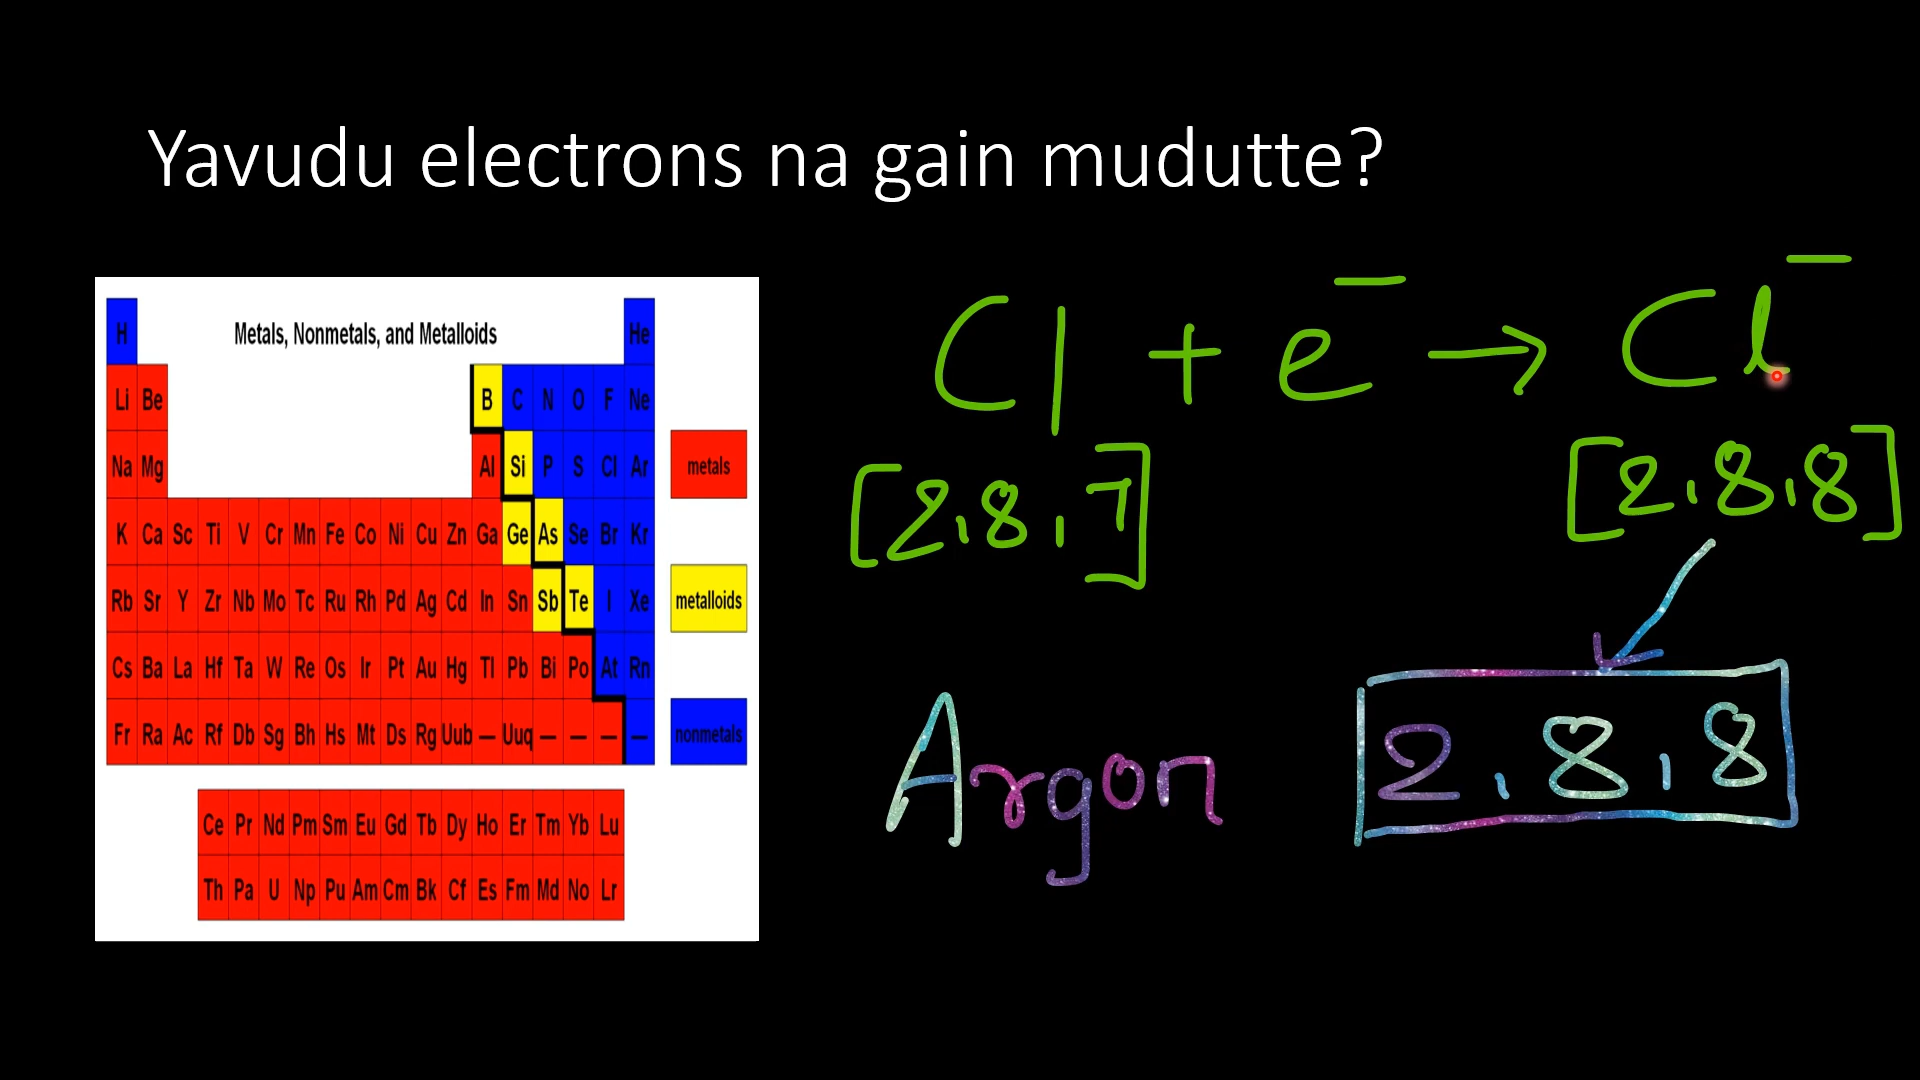 Yavudu electrons na gain mudutte?
Metals, Nonmetals, and Metalloids
H He
Li Be B C N O F Ne
Na Mg Al Si P S Cl Ar
K Ca Sc Ti V Cr Mn Fe Co Ni Cu Zn Ga Ge As Se Br Kr
Rb Sr Y Zr Nb Mo Tc Ru Rh Pd Ag Cd In Sn Sb Te I Xe
Cs Ba La Hf Ta W Re Os Ir Pt Au Hg Tl Pb Bi Po At Rn
Fr Ra Ac Rf Db Sg Bh Hs Mt Ds Rg Uub — Uuq — — — —
Ce Pr Nd Pm Sm Eu Gd Tb Dy Ho Er Tm Yb Lu
Th Pa U Np Pu Am Cm Bk Cf Es Fm Md No Lr
metals
metalloids
nonmetals
Cl + e⁻ → Cl⁻
[2,8,7] [2,8,8]
Argon 2,8,8